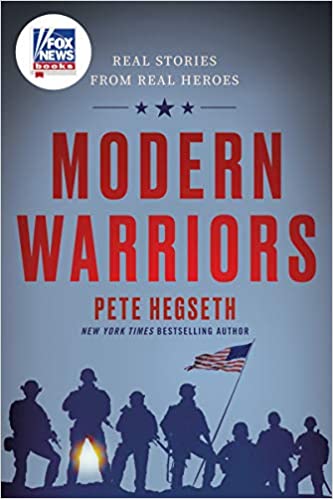 FOX
NEWS
books
REAL STORIES
FROM REAL HEROES
MODERN
WARRIORS
PETE HEGSETH
NEW YORK TIMES BESTSELLING AUTHOR